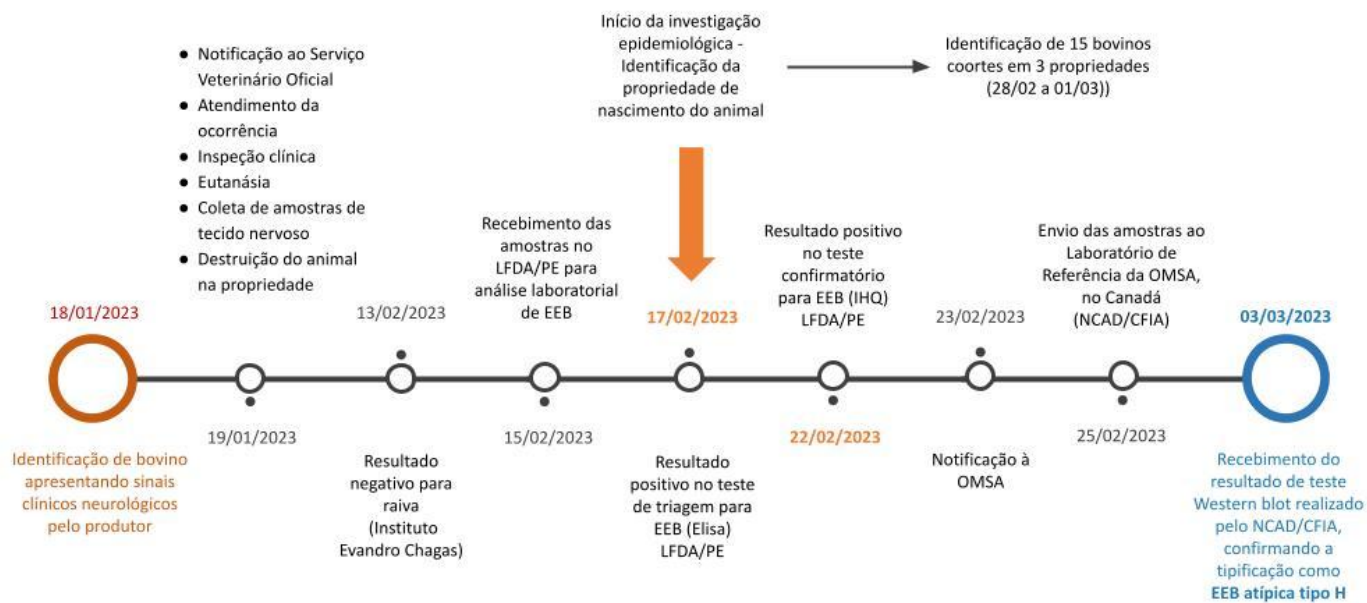 ● Notificação ao Serviço
Veterinário Oficial
● Atendimento da
ocorrência
● Inspeção clínica
● Eutanásia
● Coleta de amostras de
tecido nervoso
● Destruição do animal
na propriedade
Início da investigação
epidemiológica -
Identificação da
propriedade de
nascimento do animal
Identificação de 15 bovinos
coortes em 3 propriedades
(28/02 a 01/03))
18/01/2023
Identificação de bovino
apresentando sinais
clínicos neurológicos
pelo produtor
19/01/2023
13/02/2023
Resultado
negativo para
raiva
(Instituto
Evandro Chagas)
Recebimento das
amostras no
LFDA/PE para
análise laboratorial
de EEB
15/02/2023
17/02/2023
Resultado
positivo no teste
de triagem para
EEB (Elisa)
LFDA/PE
Resultado positivo
no teste
confirmatório
para EEB (IHQ)
LFDA/PE
22/02/2023
23/02/2023
Notificação à
OMSA
Envio das amostras ao
Laboratório de
Referência da OMSA,
no Canadá
(NCAD/CFIA)
25/02/2023
03/03/2023
Recebimento do
resultado de teste
Western blot realizado
pelo NCAD/CFIA,
confirmando a
tipificação como
EEB atípica tipo H